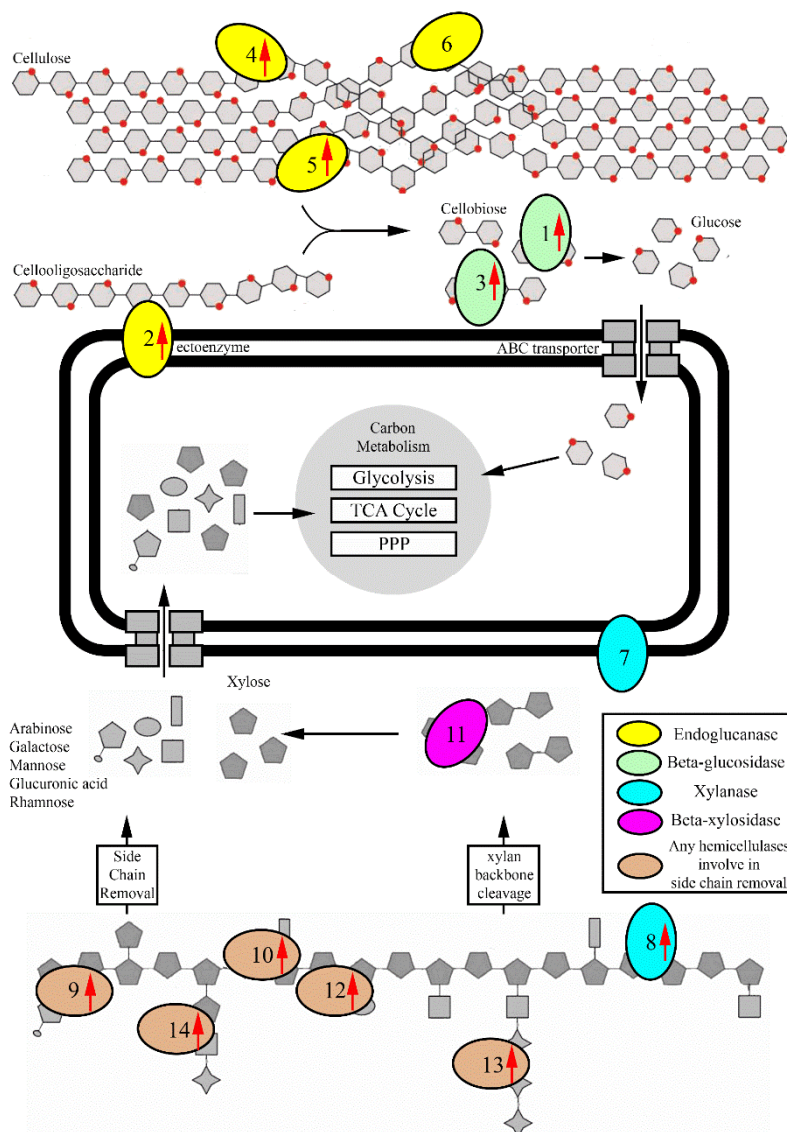 4
6
Cellulose
5
Cellobiose
1
Glucose
Cellooligosaccharide
3
2
ectoenzyme
ABC transporter
Carbon
Metabolism
Glycolysis
TCA Cycle
PPP
7
Xylose
Arabinose
Galactose
Mannose
Glucuronic acid
Rhamnose
11
Endoglucanase
Beta-glucosidase
Xylanase
Beta-xylosidase
Any hemicellulases
involve in
side chain removal
Side
Chain
Removal
xylan
backbone
cleavage
8
10
9
12
14
13